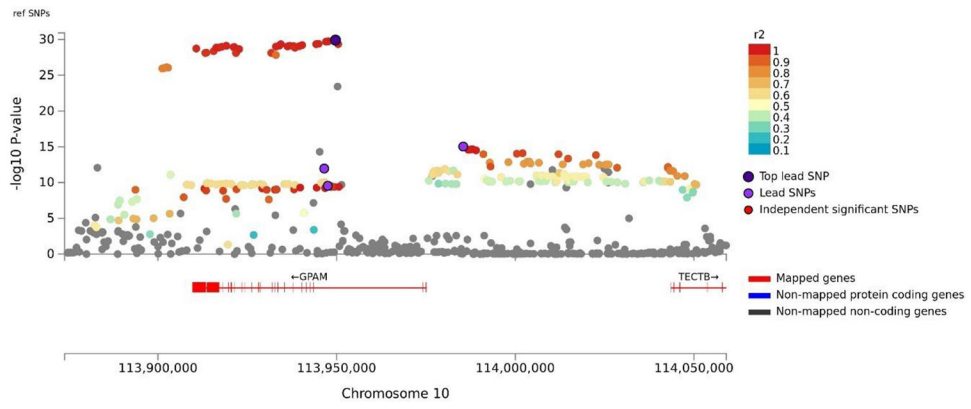 ref SNPs
30
25
20
15
10
5
0
-log10 P-value
r2
1
0.9
0.8
0.7
0.6
0.5
0.4
0.3
0.2
0.1
Top lead SNP
Lead SNPs
Independent significant SNPs
←GPAM
TECTB→
Mapped genes
Non-mapped protein coding genes
Non-mapped non-coding genes
113,900,000
113,950,000
114,000,000
114,050,000
Chromosome 10